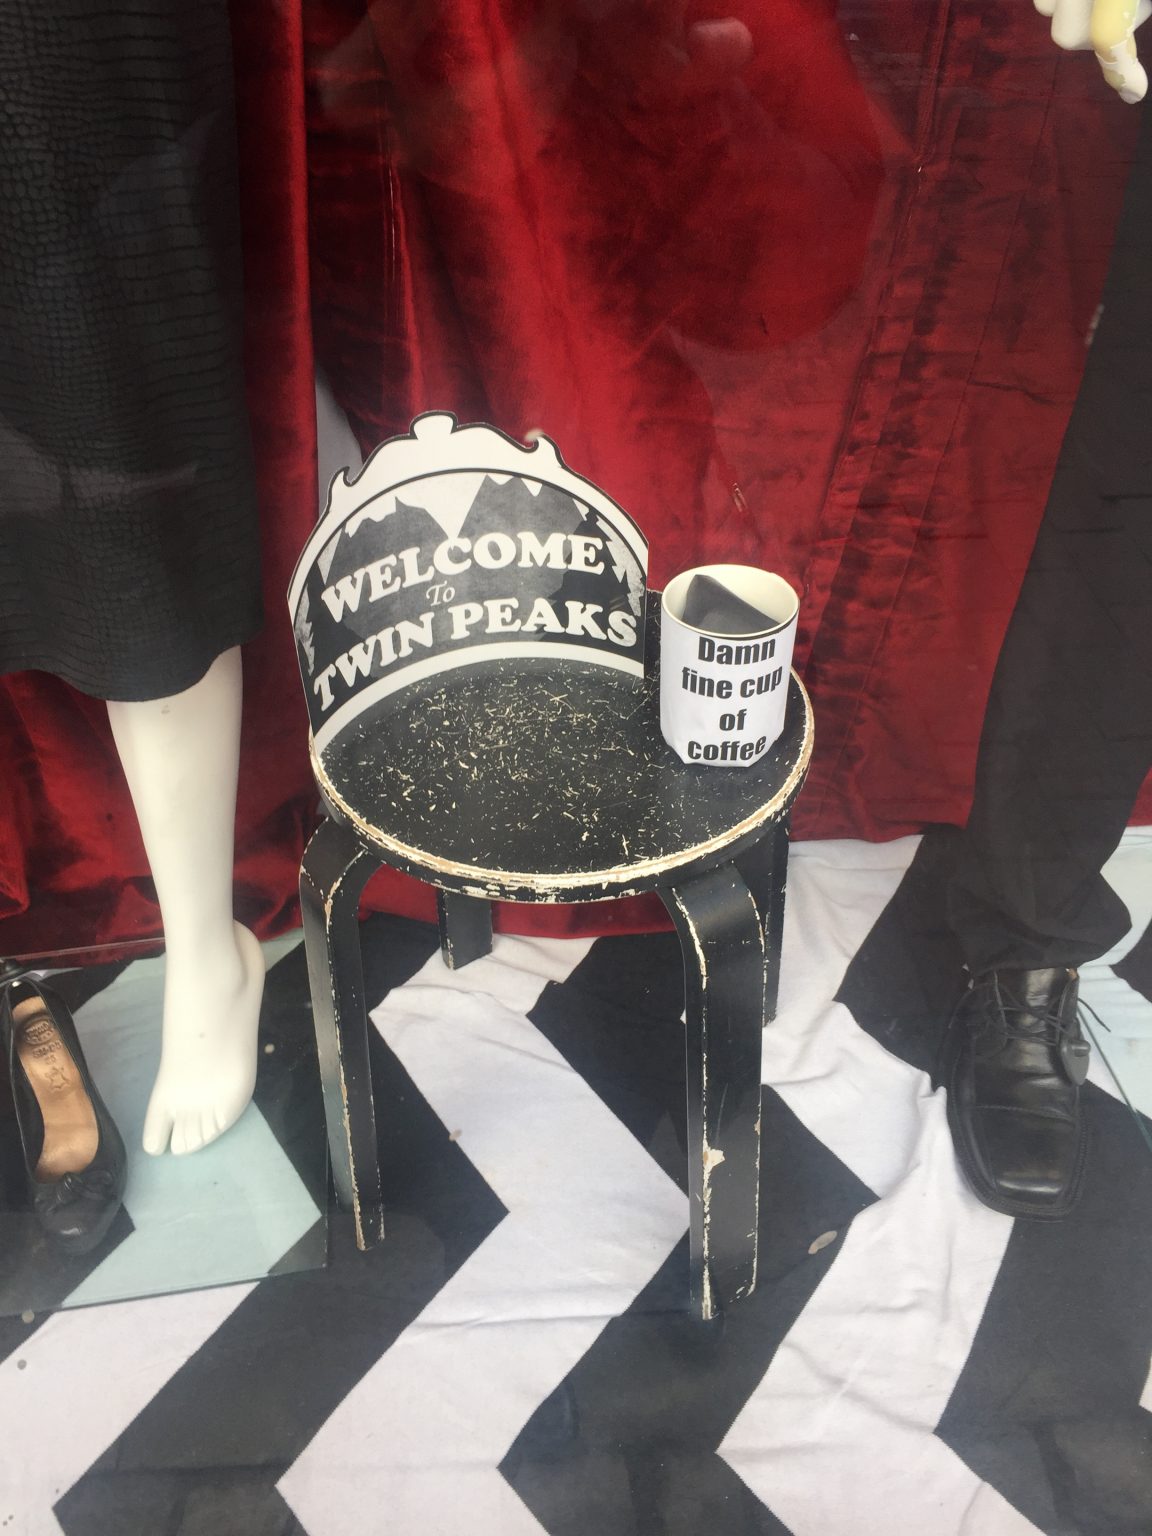 WELCOME
To
TWIN PEAKS
Damn
fine cup
of
coffee